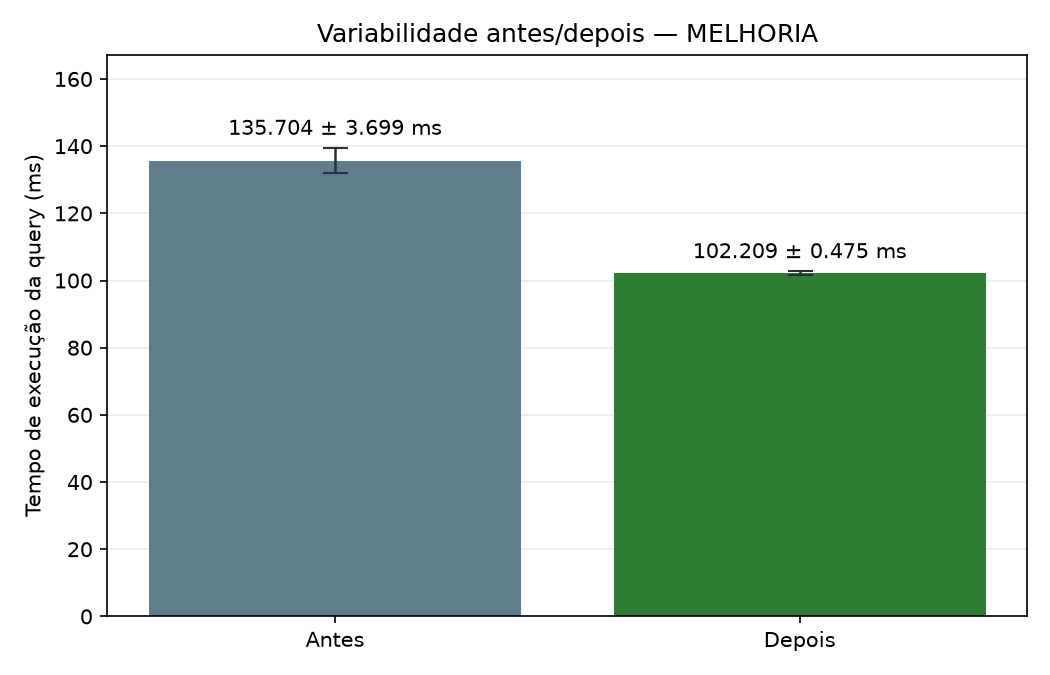 Variabilidade antes/depois — MELHORIA
Tempo de execução da query (ms)
160
140
120
100
80
60
40
20
0
135.704 ± 3.699 ms
102.209 ± 0.475 ms
Antes
Depois